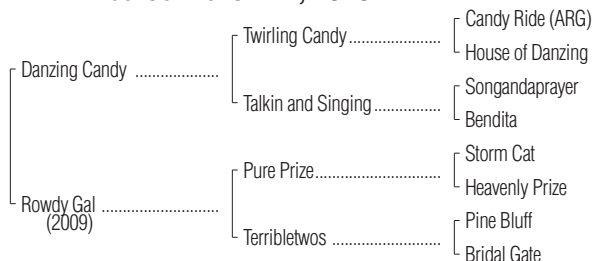 Candy Ride (ARG)
Twirling Candy
House of Danzing
Danzing Candy
Songandaprayer
Talkin and Singing
Bendita
Storm Cat
Pure Prize
Heavenly Prize
Rowdy Gal
(2009)
Pine Bluff
Terribletwos
Bridal Gate